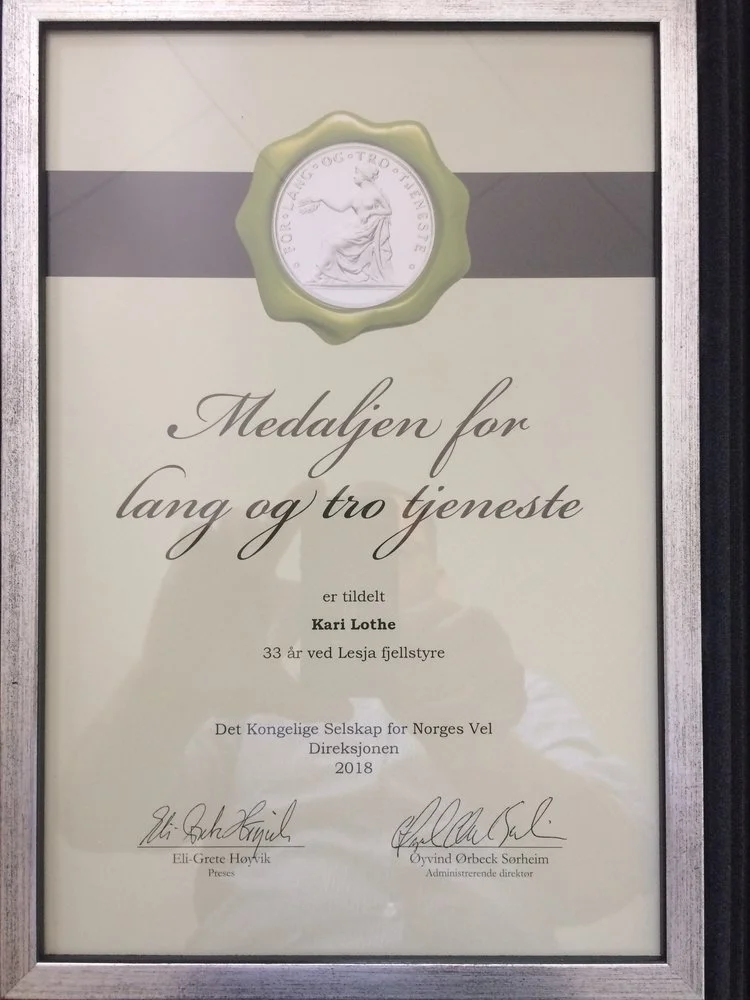 FOR · LANG · OG · TRO · TJENESTE
Medaljen for
lang og tro tjeneste
er tildelt
Kari Lothe
33 år ved Lesja fjellstyre
Det Kongelige Selskap for Norges Vel
Direksjonen
2018
Eli-Grete Høyvik
Øyvind Ørbeck Sørheim
Preses
Administrerende direktør